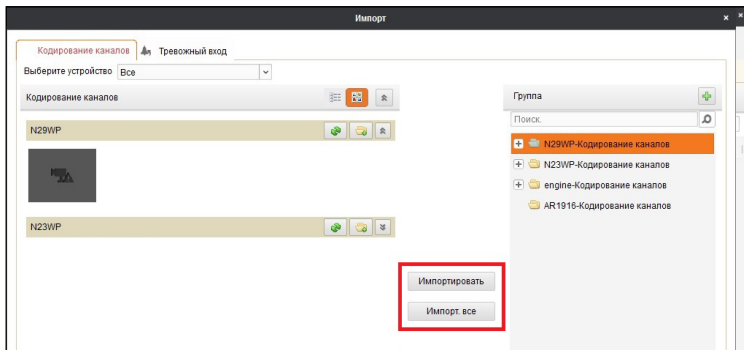 Импорт
Кодирование каналов
Тревожный вход
Выберите устройство Все
Кодирование каналов
N29WP
N23WP
Импортировать
Импорт. все
Группа
Поиск.
N29WP-Кодирование каналов
N23WP-Кодирование каналов
engine-Кодирование каналов
AR1916-Кодирование каналов